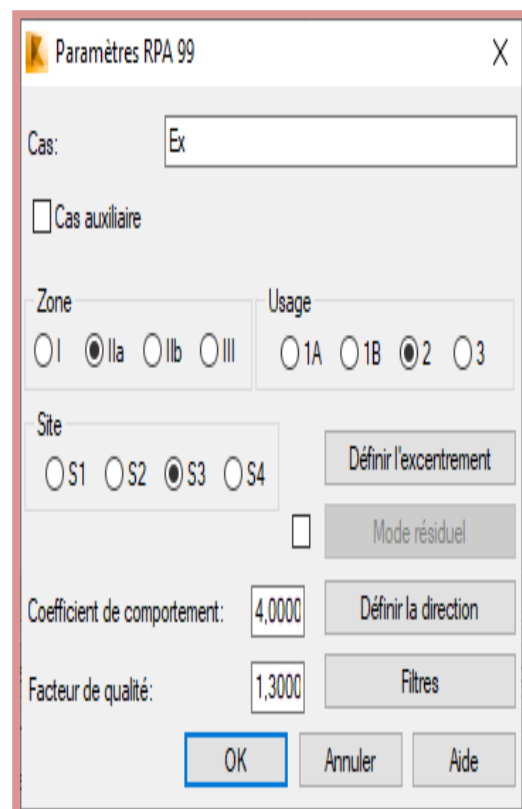 Paramètres RPA 99
Cas: Ex
Cas auxiliaire
Zone
I IIa IIb III
Usage
1A 1B 2 3
Site
S1 S2 S3 S4
Définir l'excentrement
Mode résiduel
Coefficient de comportement: 4,0000
Définir la direction
Facteur de qualité: 1,3000
Filtres
OK Annuler Aide